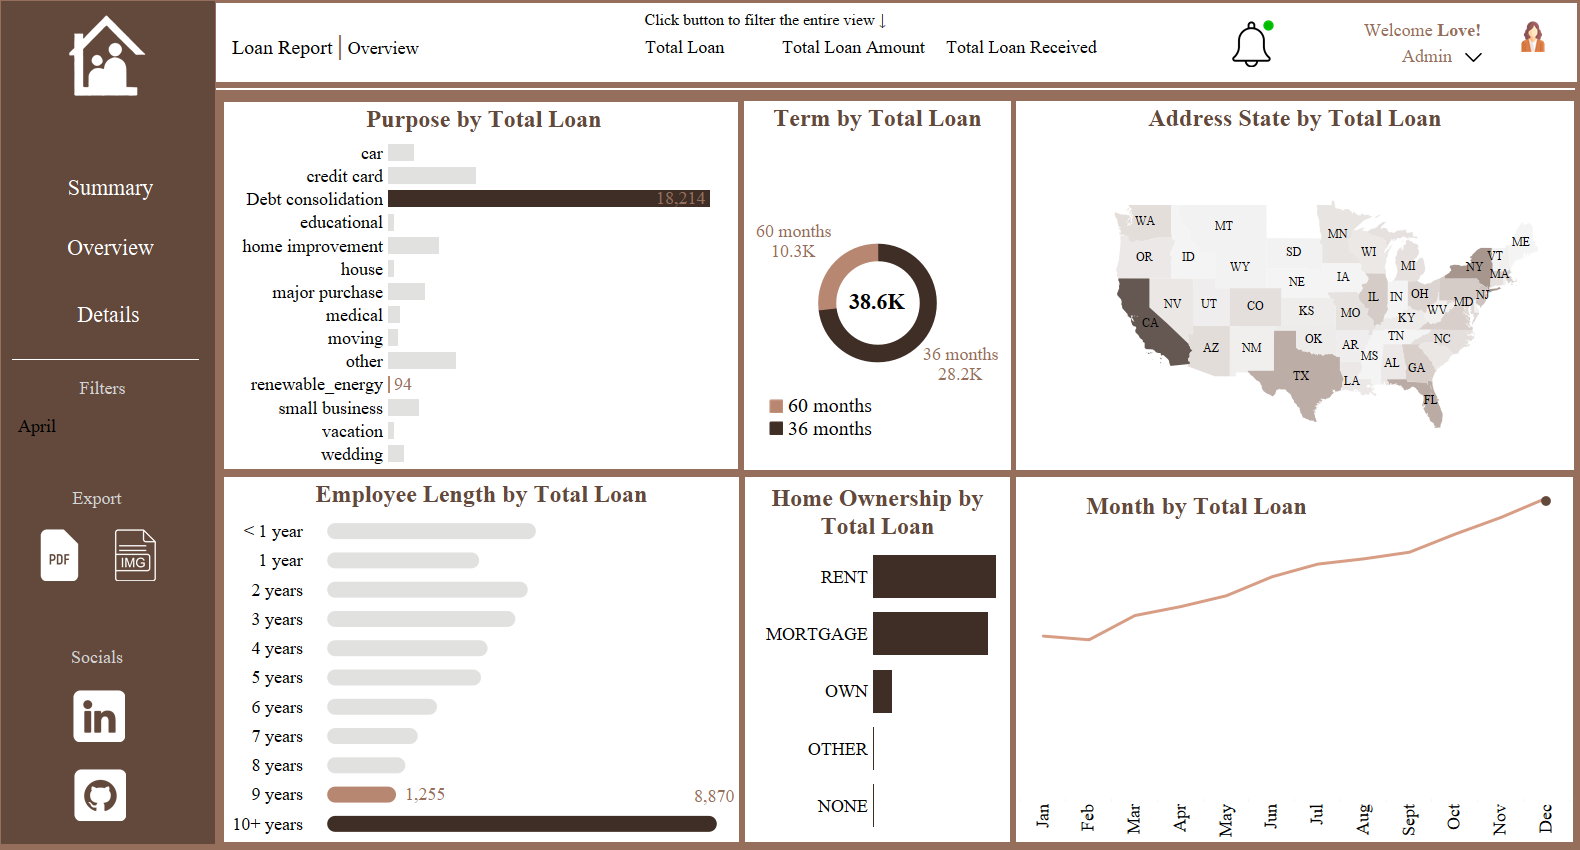 Summary
Overview
Details
Filters
April
Export
PDF
IMG
Socials
in
Loan Report | Overview
Click button to filter the entire view ↓
Total Loan
Total Loan Amount
Total Loan Received
Welcome Love!
Admin
Purpose by Total Loan
car
credit card
Debt consolidation
18,214
educational
home improvement
house
major purchase
medical
moving
other
renewable_energy
94
small business
vacation
wedding
Term by Total Loan
60 months
10.3K
38.6K
36 months
28.2K
60 months
36 months
Address State by Total Loan
WA
MT
MN
ME
OR
ID
SD
WI
VT
WY
MI
NY
MA
NE
IA
NV
UT
CO
KS
MO
IL
IN
OH
MD
NJ
WV
KY
CA
AZ
NM
OK
AR
TN
NC
MS
AL
GA
TX
LA
FL
Employee Length by Total Loan
< 1 year
1 year
2 years
3 years
4 years
5 years
6 years
7 years
8 years
9 years
1,255
8,870
10+ years
Home Ownership by
Total Loan
RENT
MORTGAGE
OWN
OTHER
NONE
Month by Total Loan
Jan
Feb
Mar
Apr
May
Jun
Jul
Aug
Sept
Oct
Nov
Dec